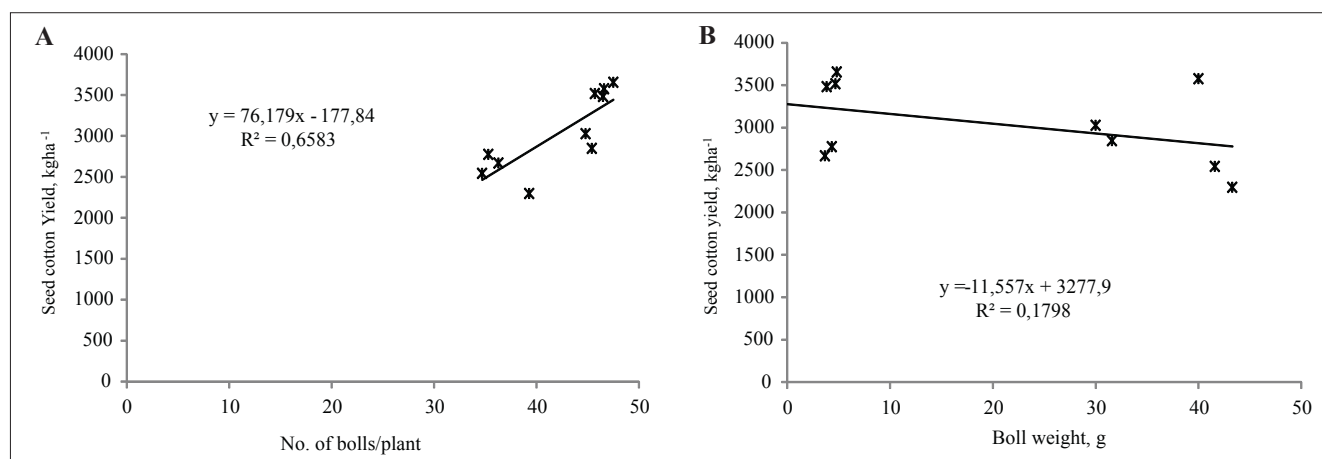 A
Seed cotton Yield, kgha⁻¹
4000
3500
3000
2500
2000
1500
1000
500
0
y = 76,179x - 177,84
R² = 0,6583
0 10 20 30 40 50
No. of bolls/plant
B
Seed cotton yield, kgha⁻¹
4000
3500
3000
2500
2000
1500
1000
500
0
y =-11,557x + 3277,9
R² = 0,1798
0 10 20 30 40 50
Boll weight, g